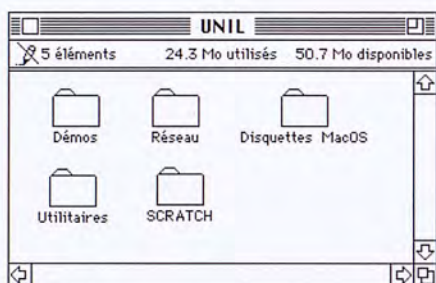 UNIL
5 éléments 24.3 Mo utilisés 50.7 Mo disponibles
Démos Réseau Disquettes MacOS
Utilitaires SCRATCH